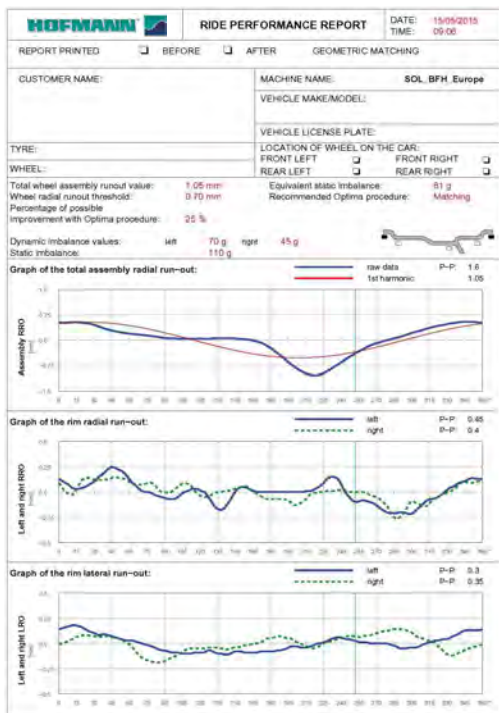 HOFMANN
RIDE PERFORMANCE REPORT
DATE: 15/05/2015
TIME: 09:06
REPORT PRINTED BEFORE AFTER GEOMETRIC MATCHING
CUSTOMER NAME:
MACHINE NAME: SOL_BFH_Europe
VEHICLE MAKE/MODEL:
VEHICLE LICENSE PLATE:
TYRE:
LOCATION OF WHEEL ON THE CAR:
FRONT LEFT FRONT RIGHT
WHEEL:
REAR LEFT REAR RIGHT
Total wheel assembly runout value: 1.05 mm Equivalent static imbalance: 61 g
Wheel radial runout threshold: 0.70 mm Recommended Optima procedure: Matching
Percentage of possible
Improvement with Optima procedure: 25 %
Dynamic imbalance values: left 70 g right 45 g
Static imbalance: 110 g
Graph of the total assembly radial run-out: raw data P-P: 1.6
1st harmonic 1.05
Assembly RRO
[mm]
Graph of the rim radial run-out: left P-P: 0.45
right P-P: 0.4
Left and right RRO
[mm]
Graph of the rim lateral run-out: left P-P: 0.3
right P-P: 0.35
Left and right LRO
[mm]